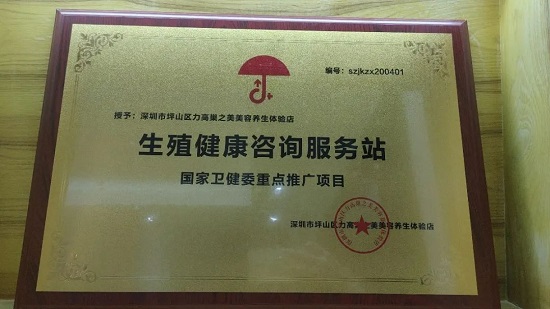 编号：szjkzx200401
授予：深圳市坪山区力高巢之美美容养生体验店
生殖健康咨询服务站
国家卫健委重点推广项目
深圳市坪山区力高巢之美美容养生体验店